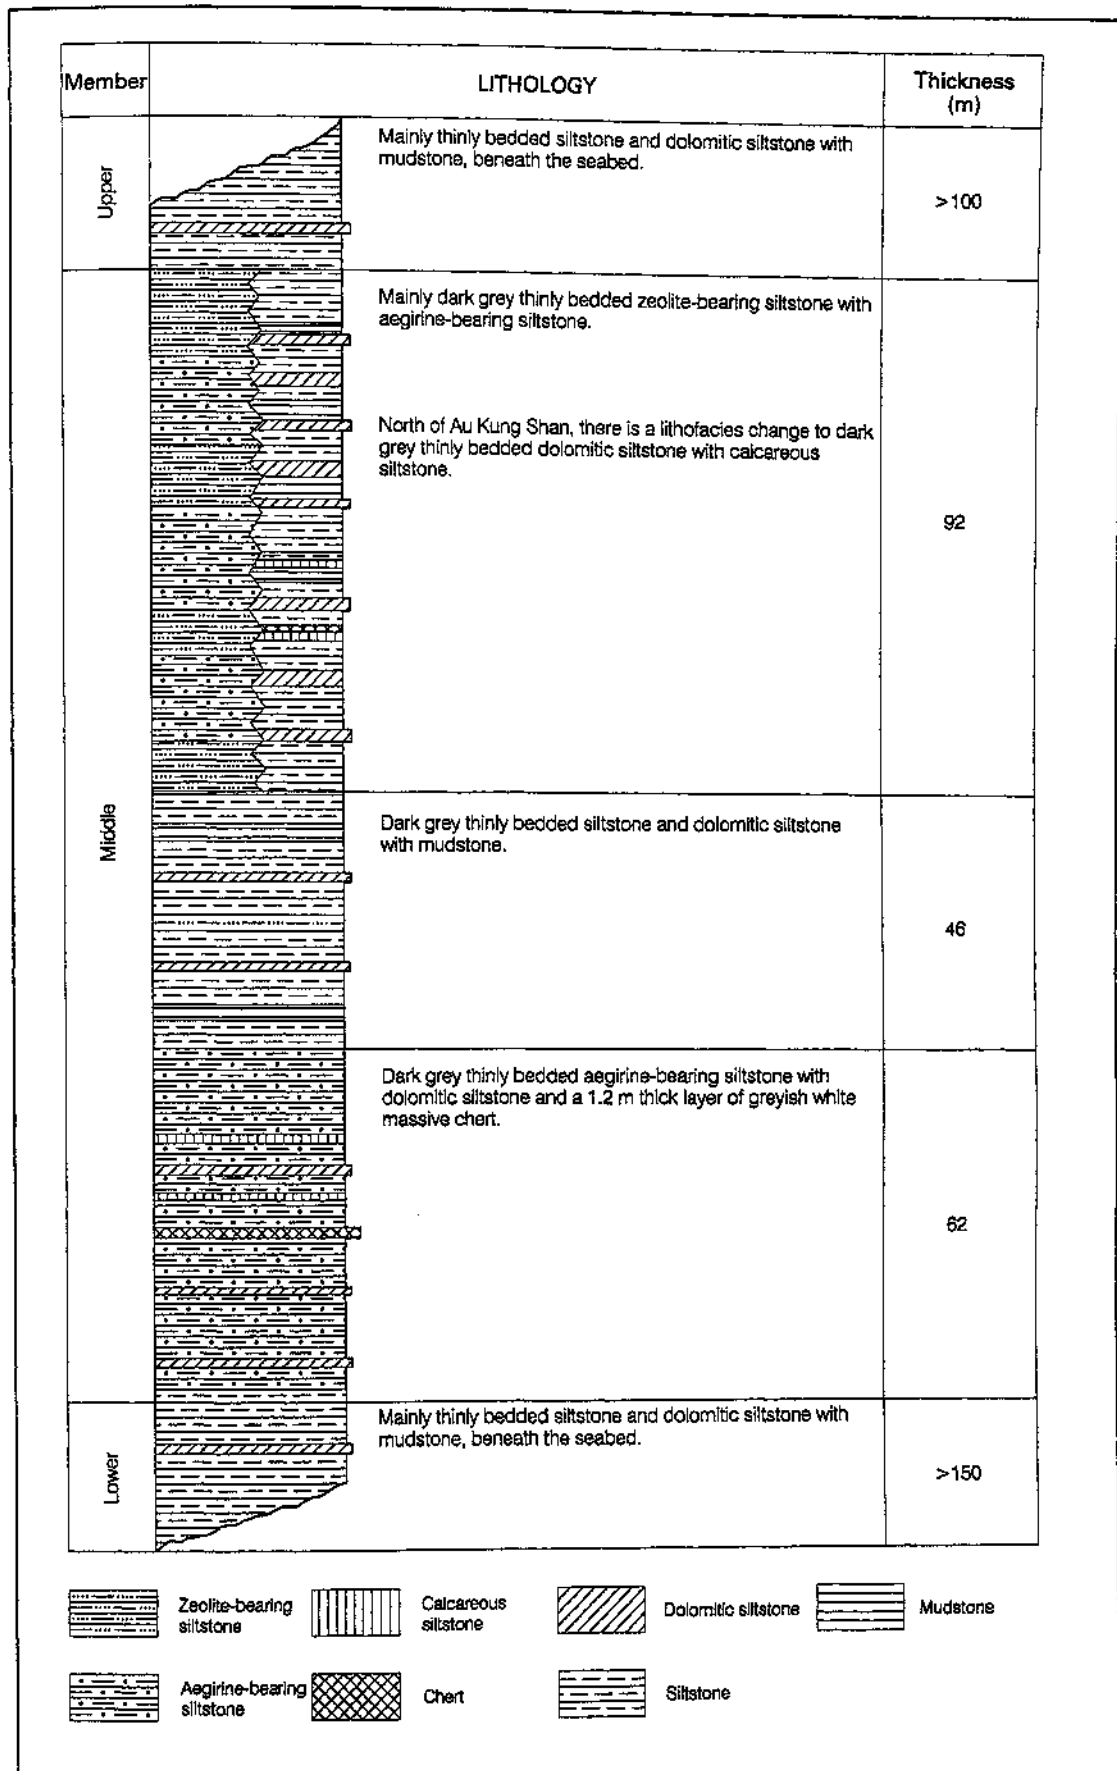 Member
LITHOLOGY
Thickness
(m)
Upper
Mainly thinly bedded siltstone and dolomitic siltstone with
mudstone, beneath the seabed.
>100
Middle
Mainly dark grey thinly bedded zeolite-bearing siltstone with
aegirine-bearing siltstone.
North of Au Kung Shan, there is a lithofacies change to dark
grey thinly bedded dolomitic siltstone with calcareous
siltstone.
92
Dark grey thinly bedded siltstone and dolomitic siltstone
with mudstone.
46
Dark grey thinly bedded aegirine-bearing siltstone with
dolomitic siltstone and a 1.2 m thick layer of greyish white
massive chert.
62
Lower
Mainly thinly bedded siltstone and dolomitic siltstone with
mudstone, beneath the seabed.
>150
Zeolite-bearing
siltstone
Calcareous
siltstone
Dolomitic siltstone
Mudstone
Aegirine-bearing
siltstone
Chert
Siltstone